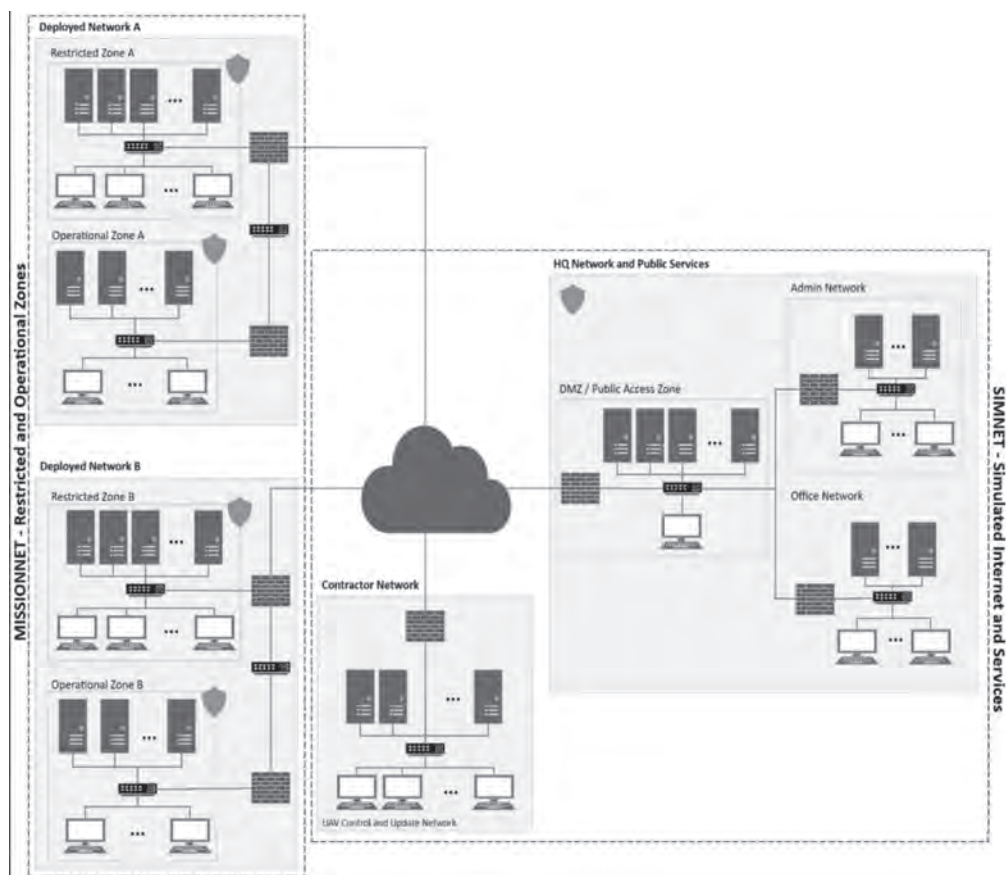 Deployed Network A
Restricted Zone A
...
Operational Zone A
...
MISSIONNET - Restricted and Operational Zones
Deployed Network B
Restricted Zone B
...
Operational Zone B
...
HQ Network and Public Services
Admin Network
...
DMZ / Public Access Zone
...
Office Network
...
Contractor Network
...
UAV Control and Update Network
SIMNET - Simulated Internet and Services